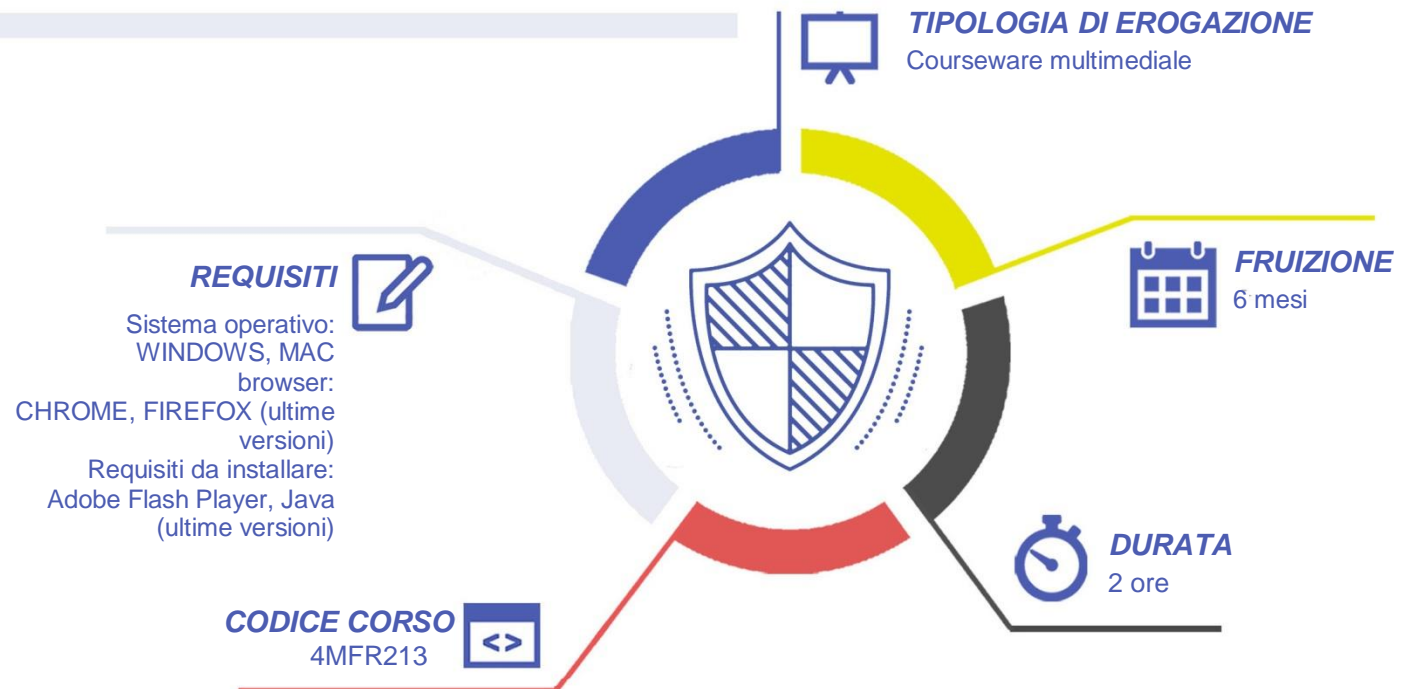 TIPOLOGIA DI EROGAZIONE
Courseware multimediale
REQUISITI
Sistema operativo:
WINDOWS, MAC
browser:
CHROME, FIREFOX (ultime
versioni)
Requisiti da installare:
Adobe Flash Player, Java
(ultime versioni)
FRUIZIONE
6 mesi
DURATA
2 ore
CODICE CORSO
4MFR213